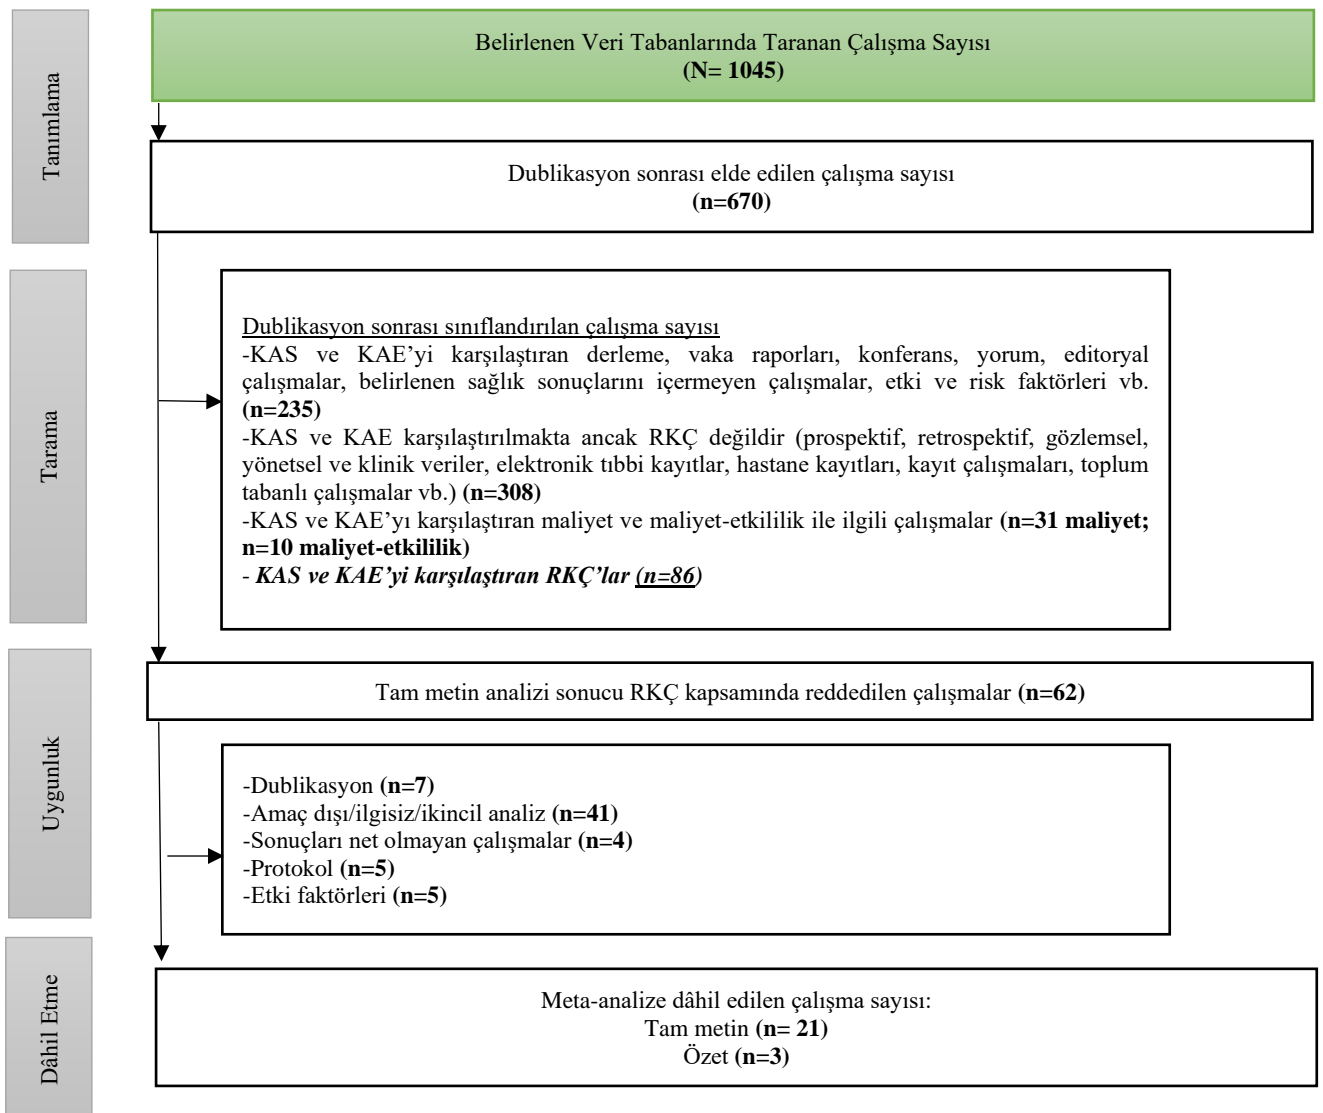 Tanımlama
Belirlenen Veri Tabanlarında Taranan Çalışma Sayısı
(N= 1045)
Dublikasyon sonrası elde edilen çalışma sayısı
(n=670)
Tarama
Dublikasyon sonrası sınıflandırılan çalışma sayısı
-KAS ve KAE’yi karşılaştıran derleme, vaka raporları, konferans, yorum, editoryal
çalışmalar, belirlenen sağlık sonuçlarını içermeyen çalışmalar, etki ve risk faktörleri vb.
(n=235)
-KAS ve KAE karşılaştırılmakta ancak RKÇ değildir (prospektif, retrospektif, gözlemsel,
yönetsel ve klinik veriler, elektronik tıbbi kayıtlar, hastane kayıtları, kayıt çalışmaları, toplum
tabanlı çalışmalar vb.) (n=308)
-KAS ve KAE’yı karşılaştıran maliyet ve maliyet-etkililik ile ilgili çalışmalar (n=31 maliyet;
n=10 maliyet-etkililik)
- KAS ve KAE’yi karşılaştıran RKÇ’lar (n=86)
Uygunluk
Tam metin analizi sonucu RKÇ kapsamında reddedilen çalışmalar (n=62)
-Dublikasyon (n=7)
-Amaç dışı/ilgisiz/ikincil analiz (n=41)
-Sonuçları net olmayan çalışmalar (n=4)
-Protokol (n=5)
-Etki faktörleri (n=5)
Dâhil Etme
Meta-analize dâhil edilen çalışma sayısı:
Tam metin (n= 21)
Özet (n=3)